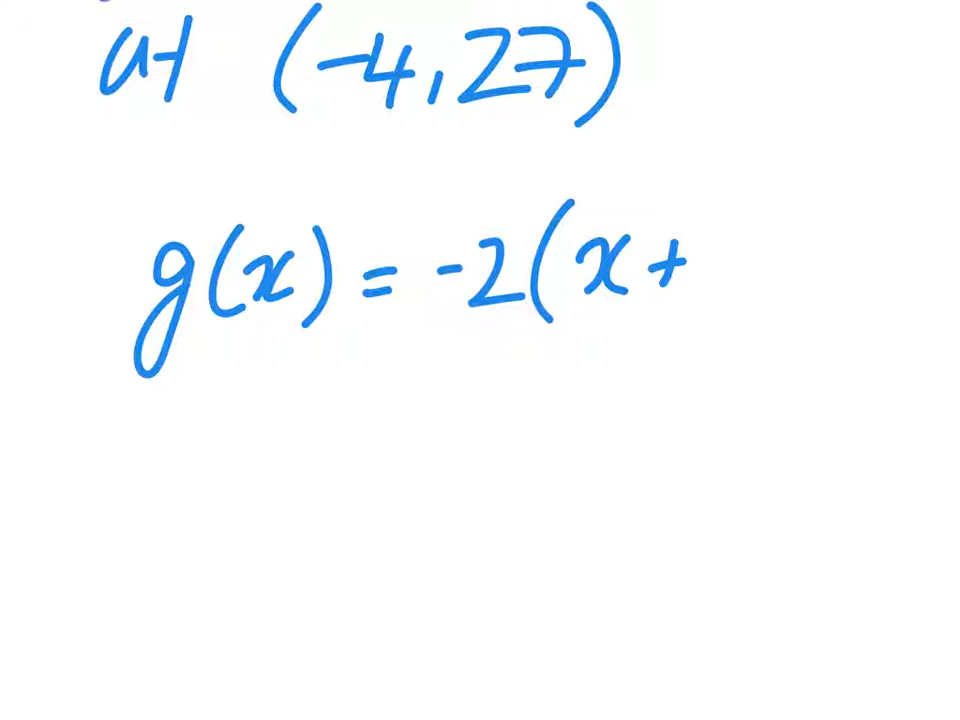 at (-4,27)
g(x) = -2(x+